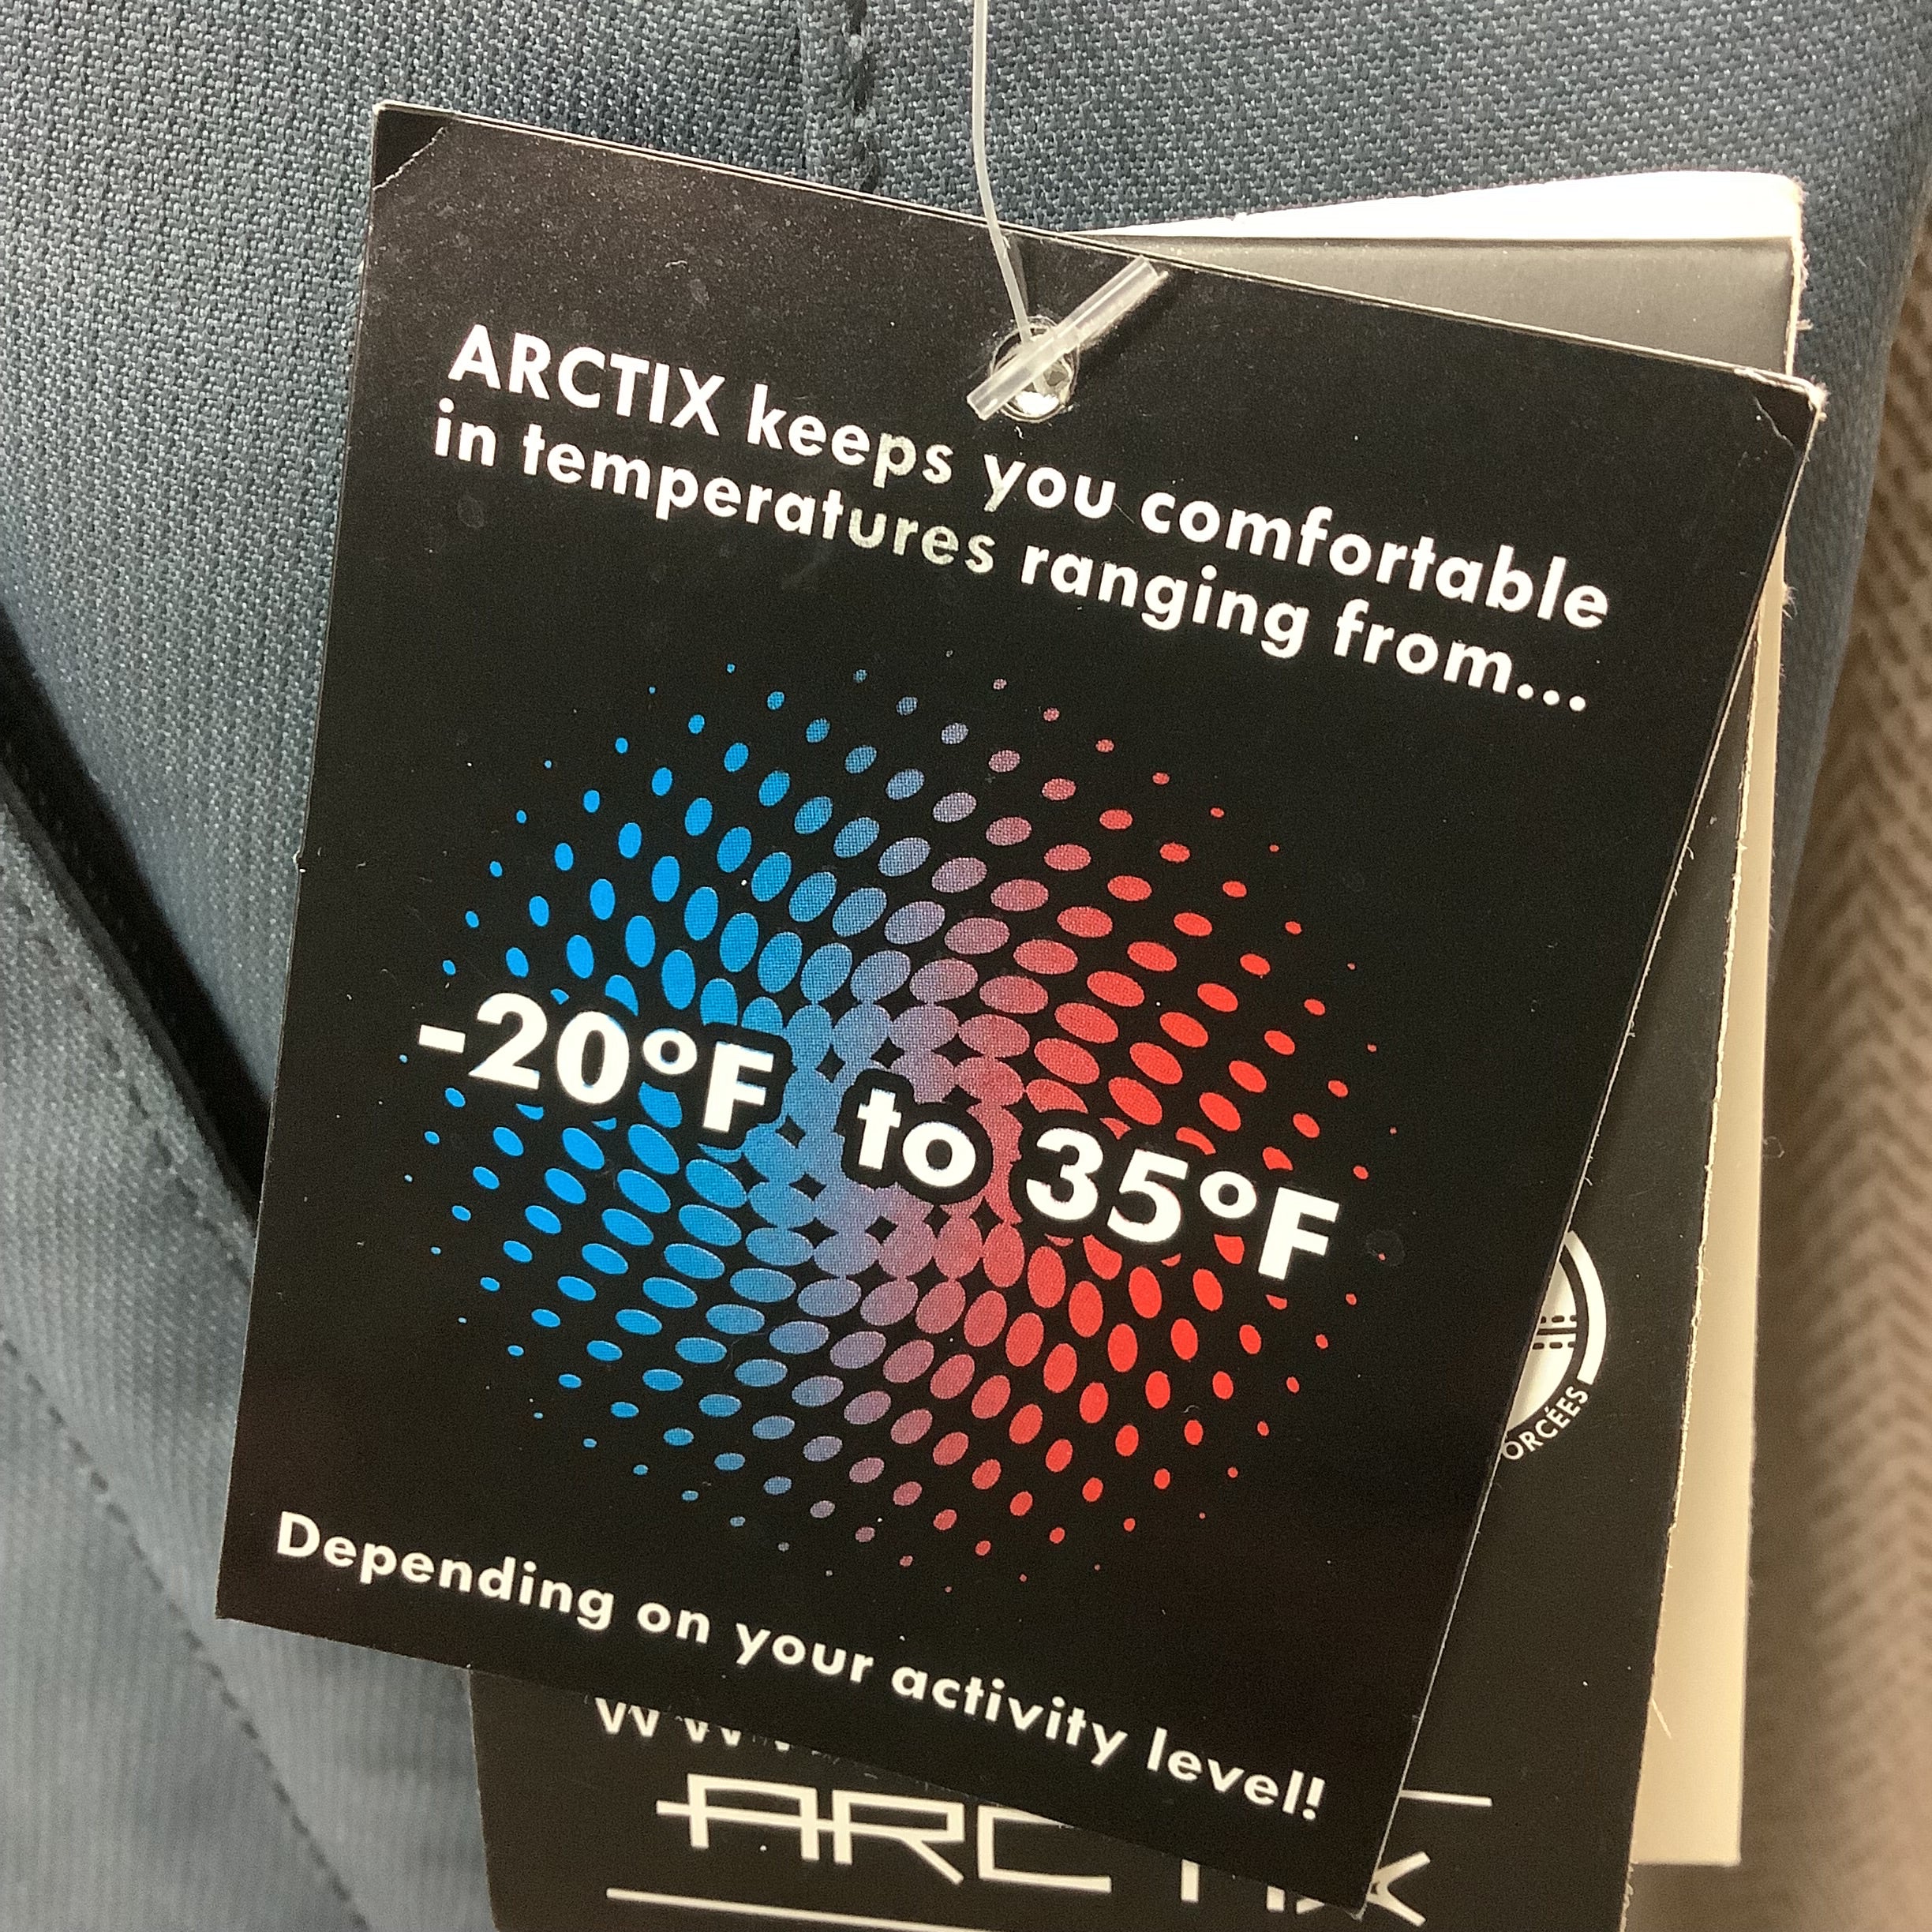 ARCTIX keeps you comfortable
in temperatures ranging from...
-20°F to 35°F
Depending on your activity level!
ARCTIX